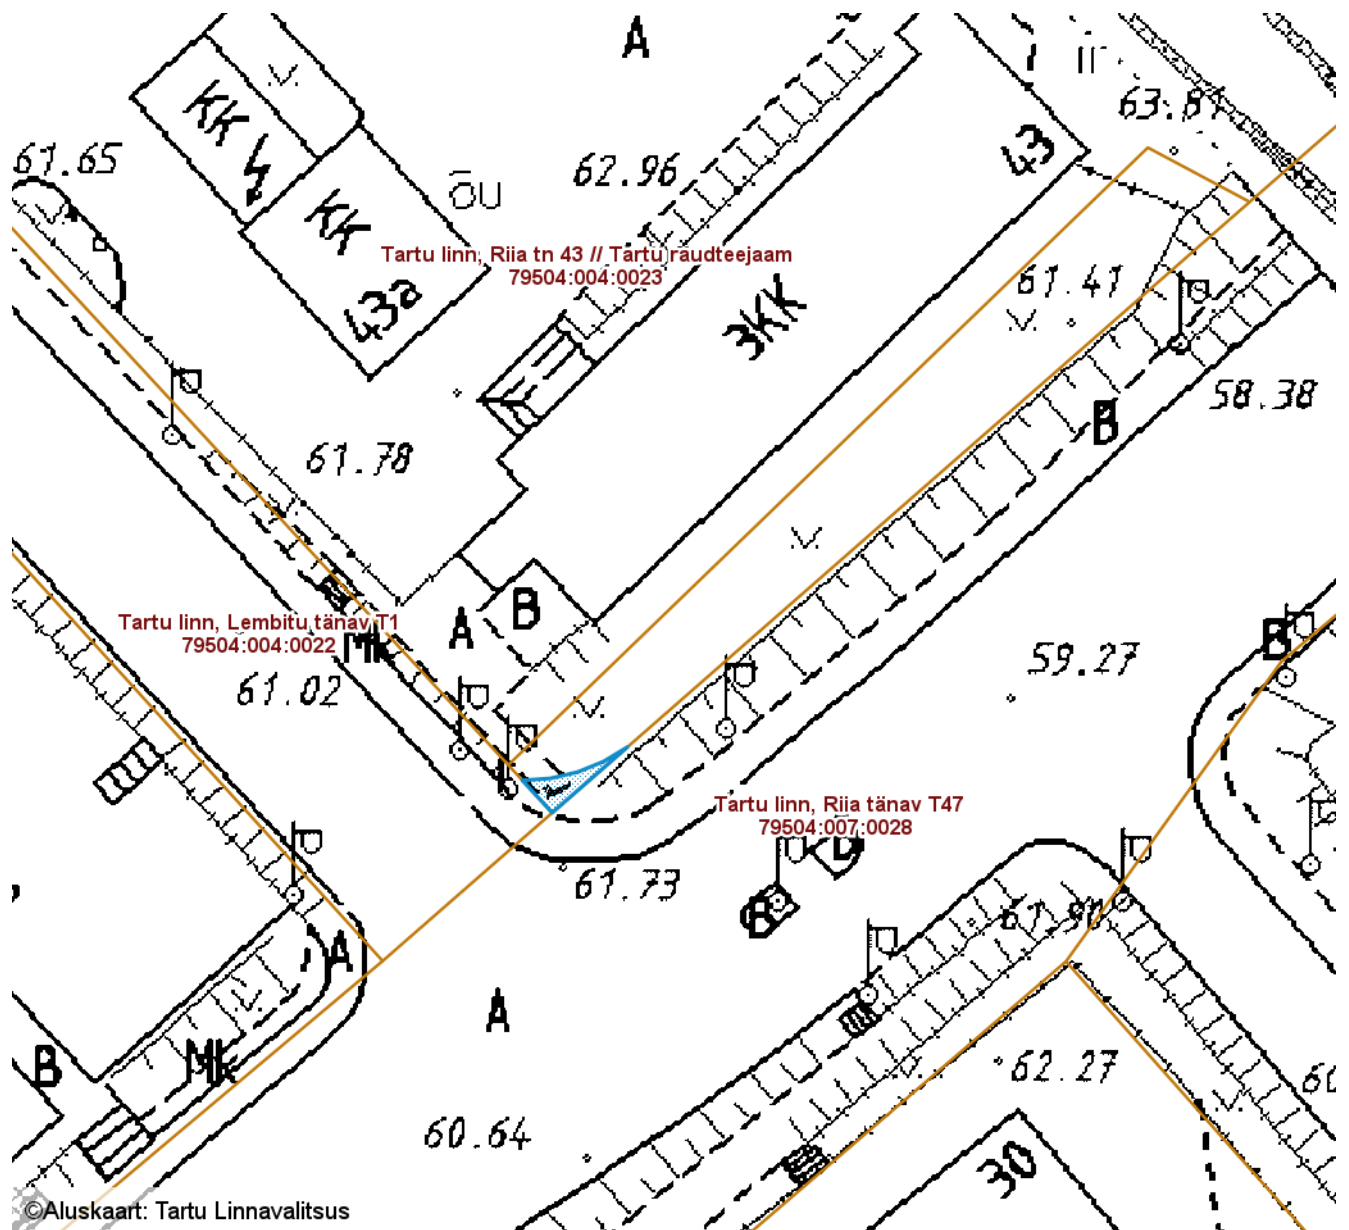 A
63.81
43
61.65
KK
62.96
ÕU
KK
Tartu linn, Riia tn 43 // Tartu raudteejaam
79504:004:0023
61.41
43a
3KK
58.38
B
61.78
B
A
Tartu linn, Lembitu tänav T1
79504:004:0022
Mk
61.02
59.27
B
Tartu linn, Riia tänav T47
79504:007:0028
61.73
B
61.90
A
A
B
Mk
62.27
60.64
30
©Aluskaart: Tartu Linnavalitsus